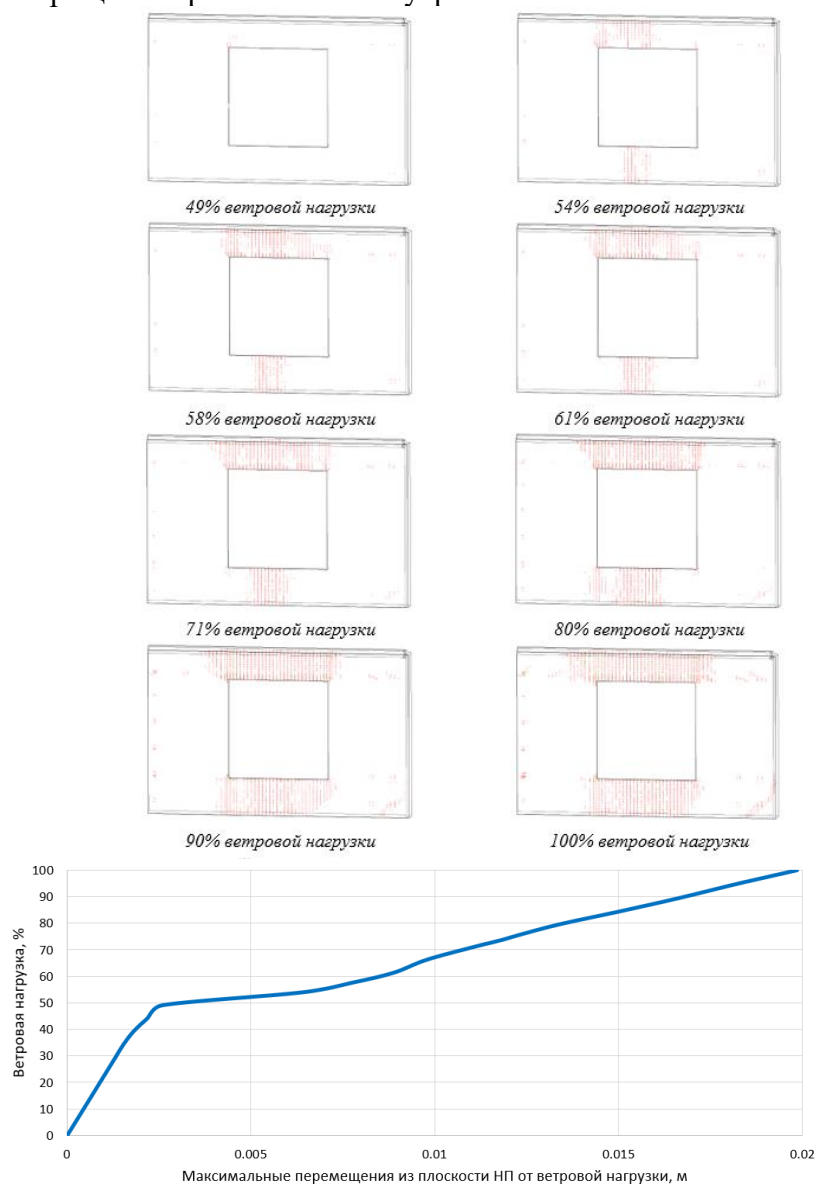 49% ветровой нагрузки
54% ветровой нагрузки
58% ветровой нагрузки
61% ветровой нагрузки
71% ветровой нагрузки
80% ветровой нагрузки
90% ветровой нагрузки
100% ветровой нагрузки
100
90
80
70
60
50
40
30
20
10
0
Ветровая нагрузка, %
0 0.005 0.01 0.015 0.02
Максимальные перемещения из плоскости НП от ветровой нагрузки, м